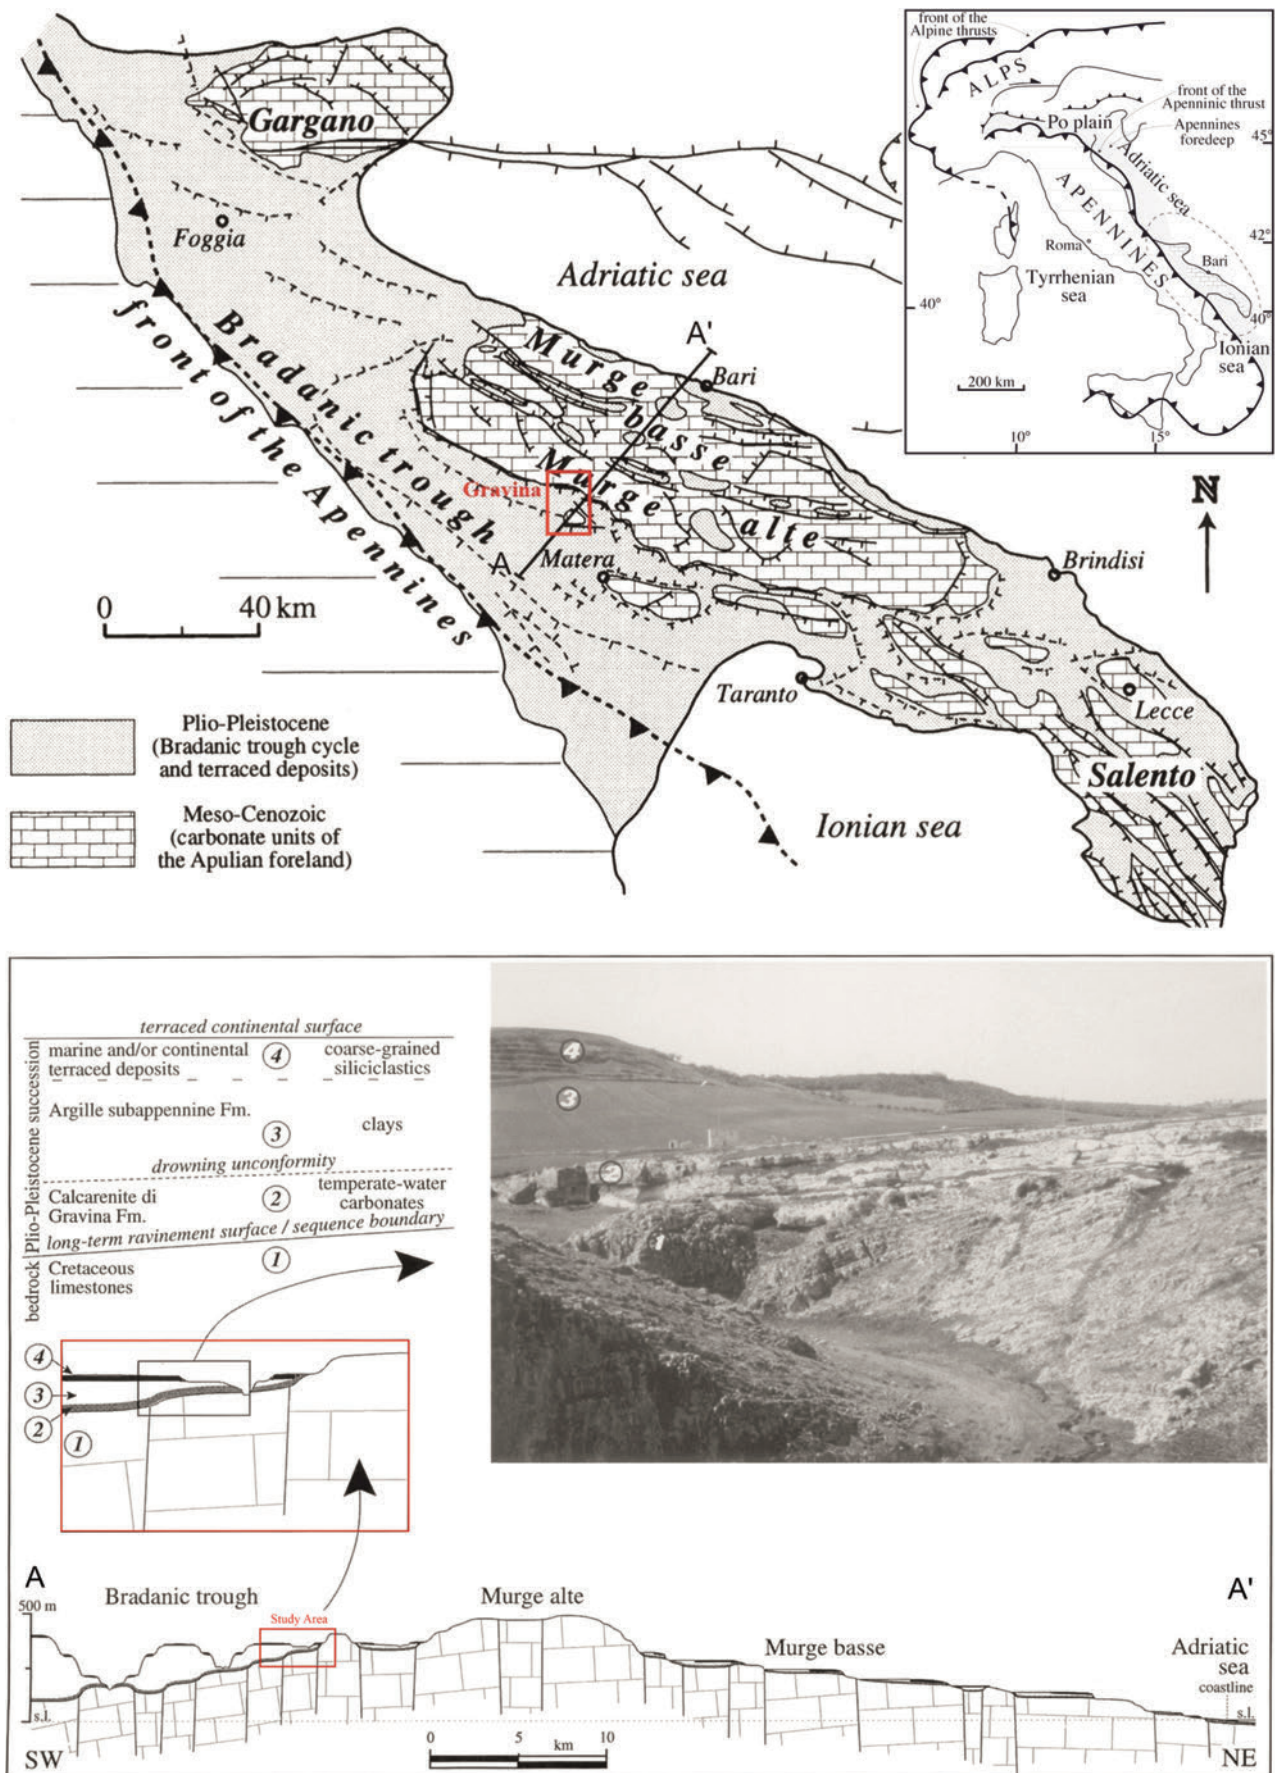 front of the
Alpine thrusts
ALPS
front of the
Apenninic thrust
Po plain
Apennines
foredeep
45°
Adriatic sea
APENNINES
42°
Roma
Bari
Tyrrhenian
sea
40°
40°
Ionian
sea
200 km
10°
15°
Gargano
Foggia
Adriatic sea
Bradanic trough
front of the Apennines
A'
Murge
basse
Bari
Murge
alte
Gravina
A
Matera
N
Brindisi
0 40 km
Taranto
Lecce
Salento
Ionian sea
Plio-Pleistocene
(Bradanic trough cycle
and terraced deposits)
Meso-Cenozoic
(carbonate units of
the Apulian foreland)
terraced continental surface
Plio-Pleistocene succession
marine and/or continental
terraced deposits
4
coarse-grained
siliciclastics
Argille subappennine Fm.
3
clays
drowning unconformity
Calcarenite di
Gravina Fm.
2
temperate-water
carbonates
long-term ravinement surface / sequence boundary
bedrock
Cretaceous
limestones
1
4
3
2
1
4
3
2
1
A
A'
500 m
Bradanic trough
Study Area
Murge alte
Murge basse
Adriatic
sea
coastline
s.l.
s.l.
SW
0 5 10
km
NE